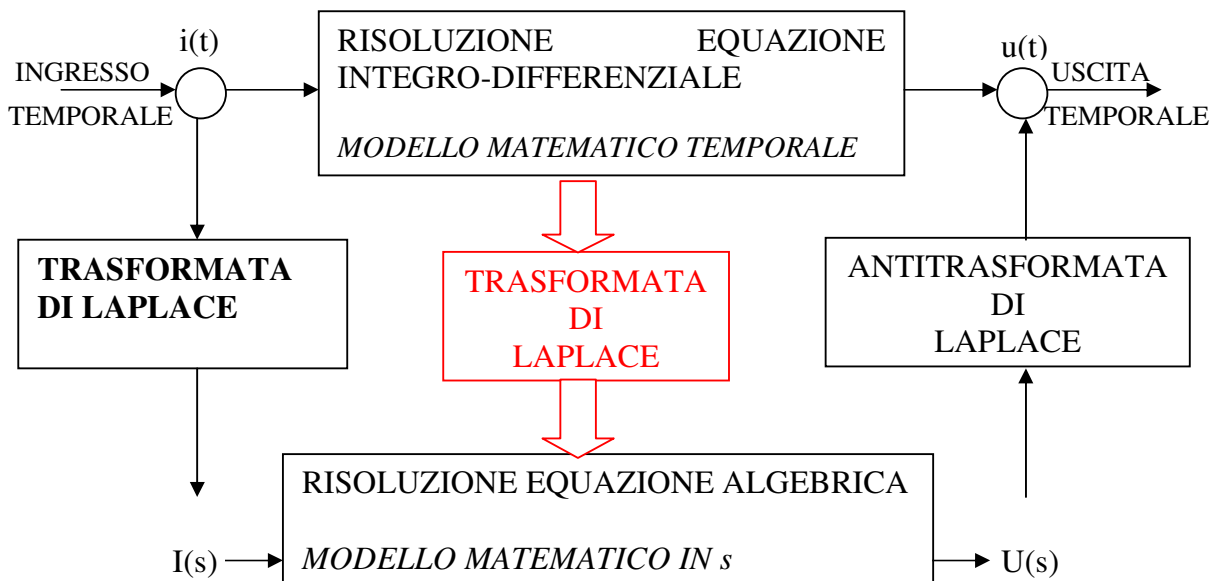 i(t)
INGRESSO
TEMPORALE
RISOLUZIONE EQUAZIONE
INTEGRO-DIFFERENZIALE
MODELLO MATEMATICO TEMPORALE
u(t)
USCITA
TEMPORALE
TRASFORMATA
DI LAPLACE
TRASFORMATA
DI
LAPLACE
ANTITRASFORMATA
DI
LAPLACE
I(s)
RISOLUZIONE EQUAZIONE ALGEBRICA
MODELLO MATEMATICO IN s
U(s)